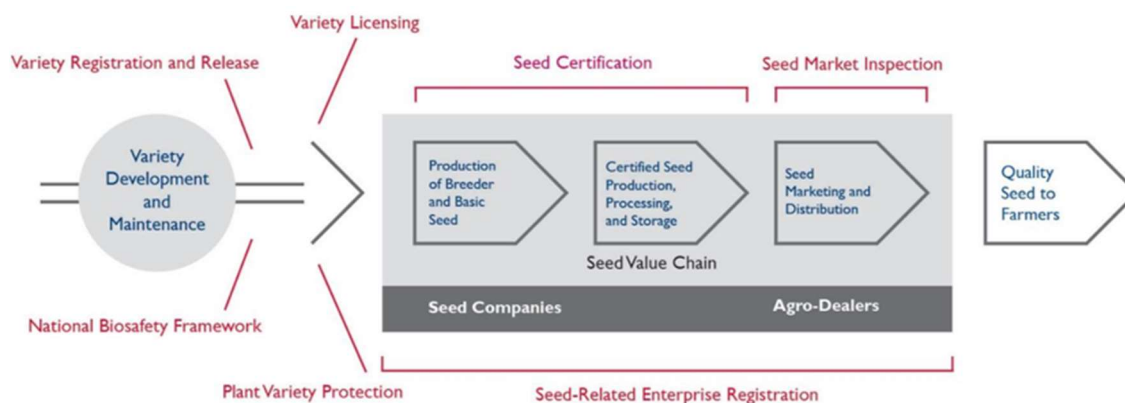 Variety Licensing
Variety Registration and Release
Seed Certification
Seed Market Inspection
Variety
Development
and
Maintenance
Production
of Breeder
and Basic
Seed
Certified Seed
Production,
Processing,
and Storage
Seed
Marketing and
Distribution
Quality
Seed to
Farmers
Seed Value Chain
Seed Companies
Agro-Dealers
National Biosafety Framework
Plant Variety Protection
Seed-Related Enterprise Registration